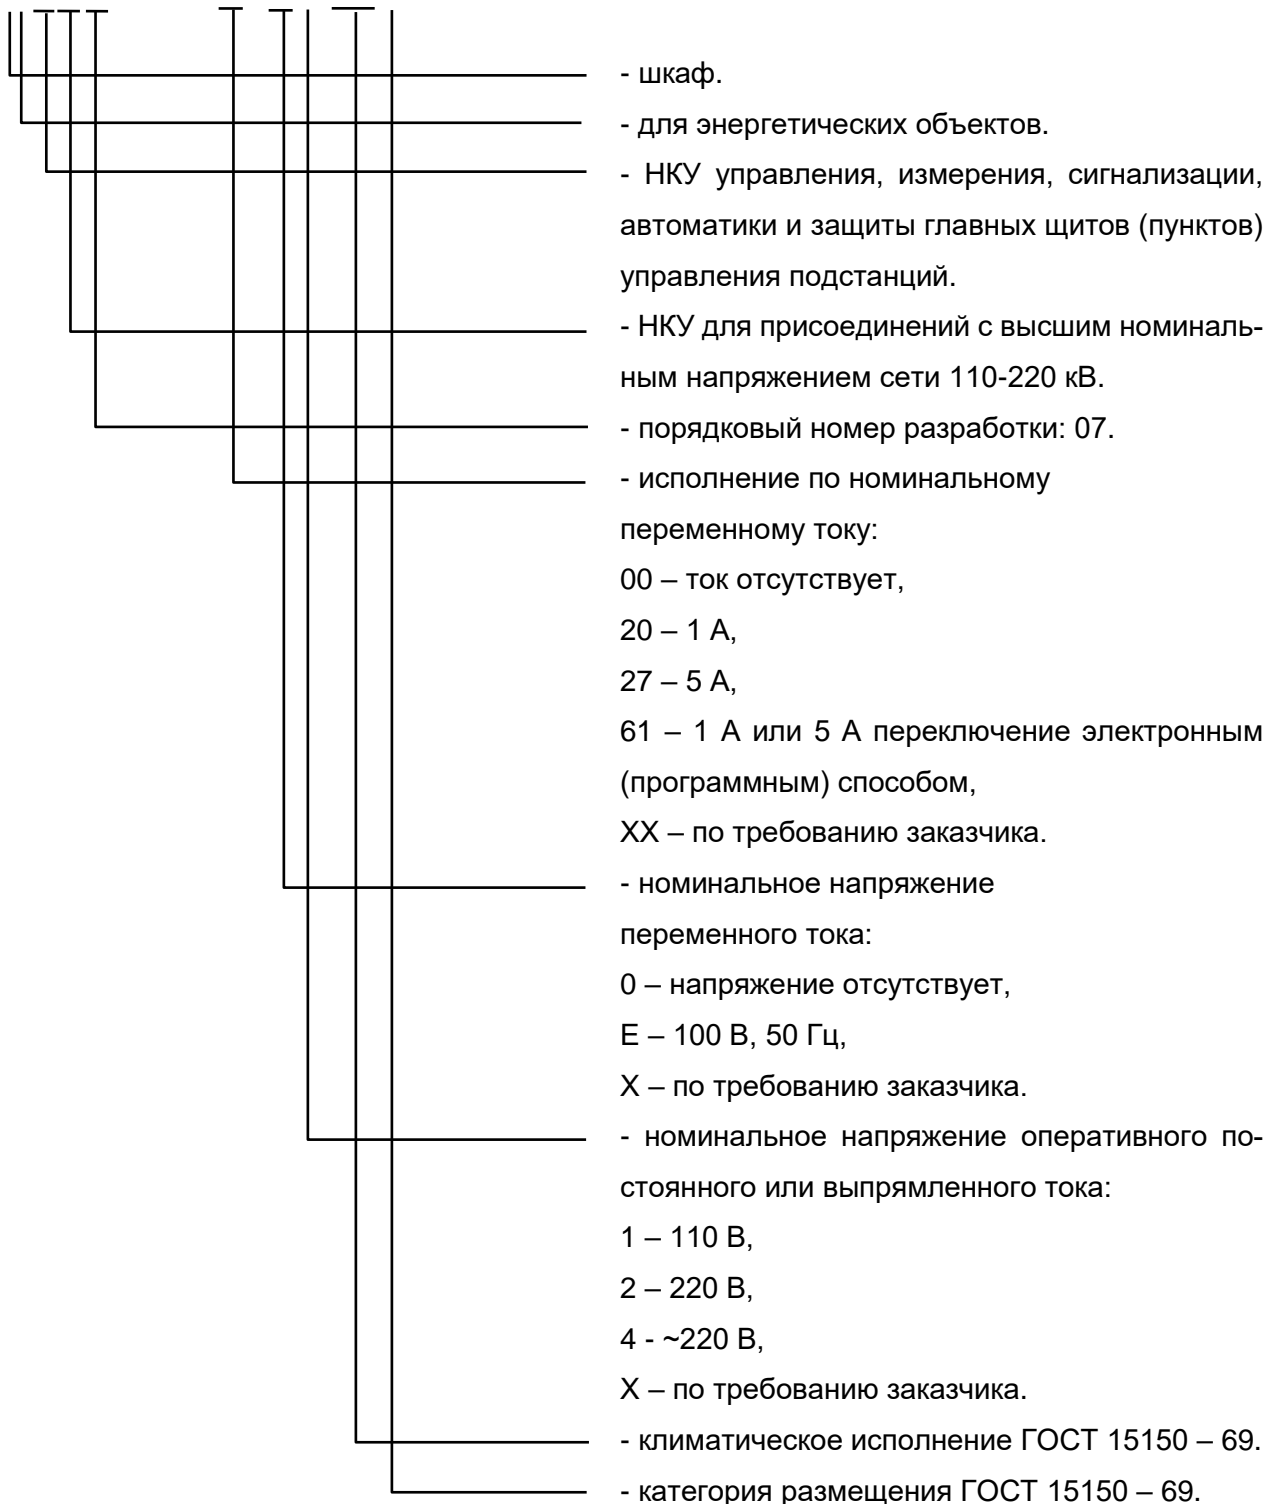 - шкаф.
- для энергетических объектов.
- НКУ управления, измерения, сигнализации,
автоматики и защиты главных щитов (пунктов)
управления подстанций.
- НКУ для присоединений с высшим номиналь-
ным напряжением сети 110-220 кВ.
- порядковый номер разработки: 07.
- исполнение по номинальному
переменному току:
00 – ток отсутствует,
20 – 1 А,
27 – 5 А,
61 – 1 А или 5 А переключение электронным
(программным) способом,
ХХ – по требованию заказчика.
- номинальное напряжение
переменного тока:
0 – напряжение отсутствует,
Е – 100 В, 50 Гц,
Х – по требованию заказчика.
- номинальное напряжение оперативного по-
стоянного или выпрямленного тока:
1 – 110 В,
2 – 220 В,
4 - ~220 В,
Х – по требованию заказчика.
- климатическое исполнение ГОСТ 15150 – 69.
- категория размещения ГОСТ 15150 – 69.